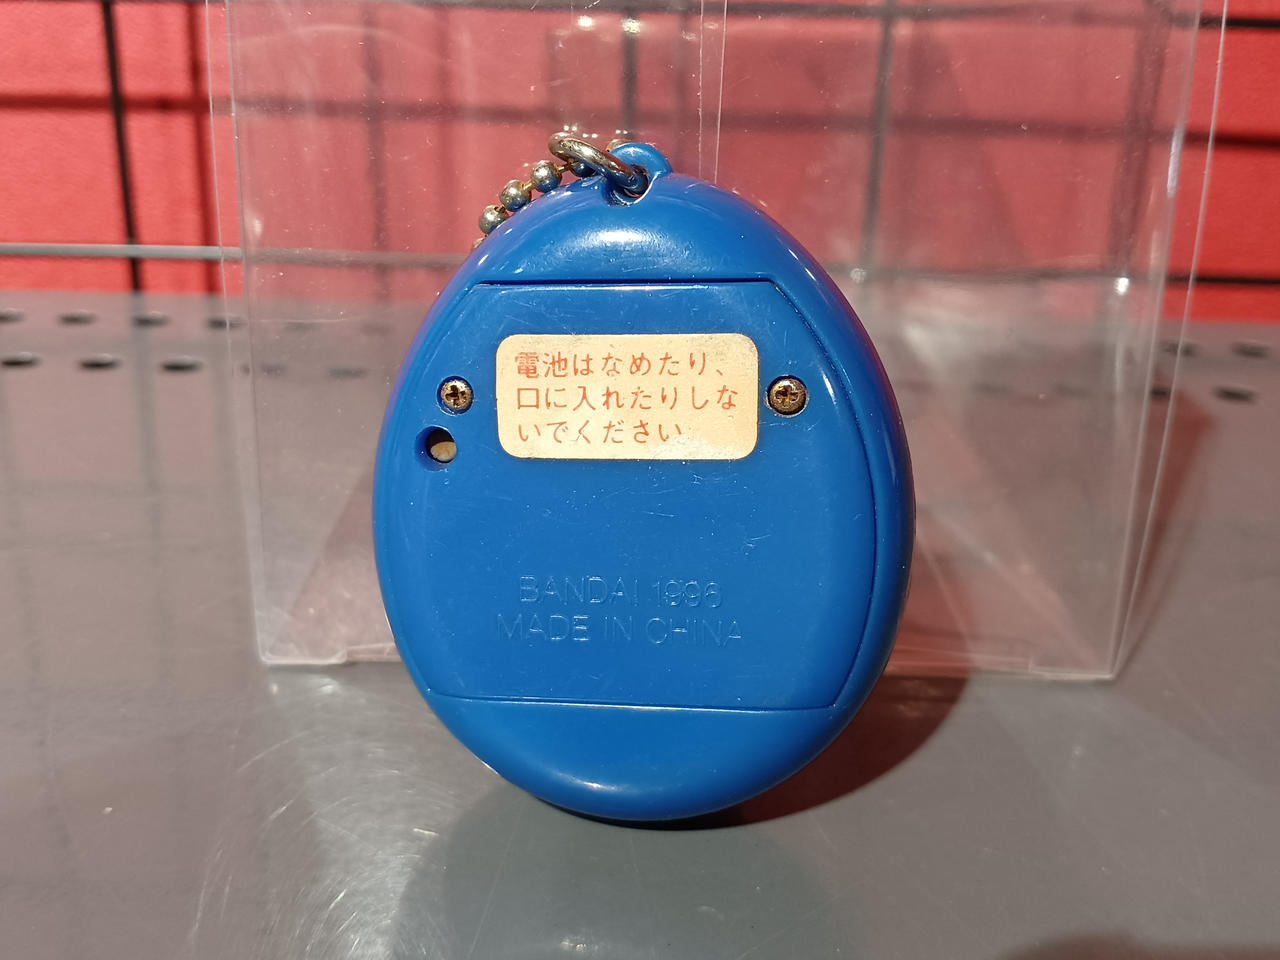 電池はなめたり、
口に入れたりしな
いでください
BANDAI 1996
MADE IN CHINA